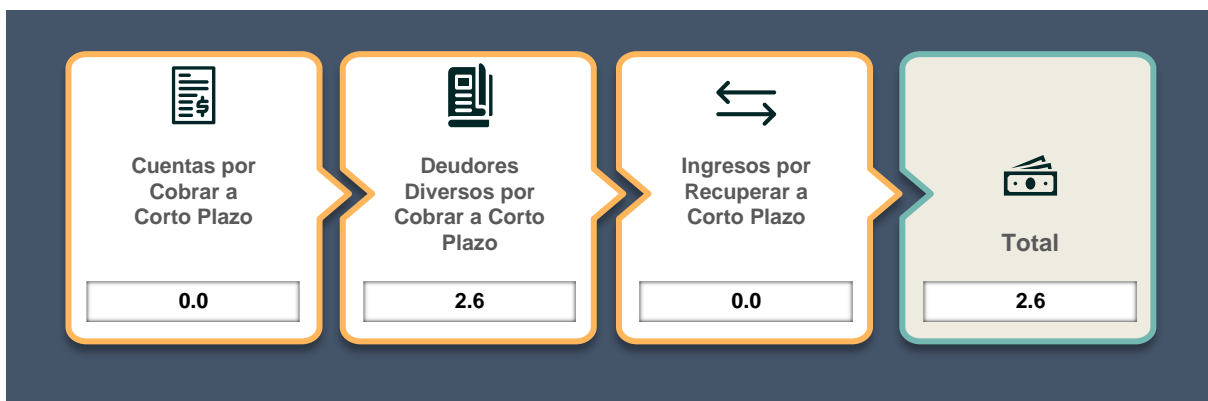 Cuentas por
Cobrar a
Corto Plazo
0.0
Deudores
Diversos por
Cobrar a Corto
Plazo
2.6
Ingresos por
Recuperar a
Corto Plazo
0.0
Total
2.6